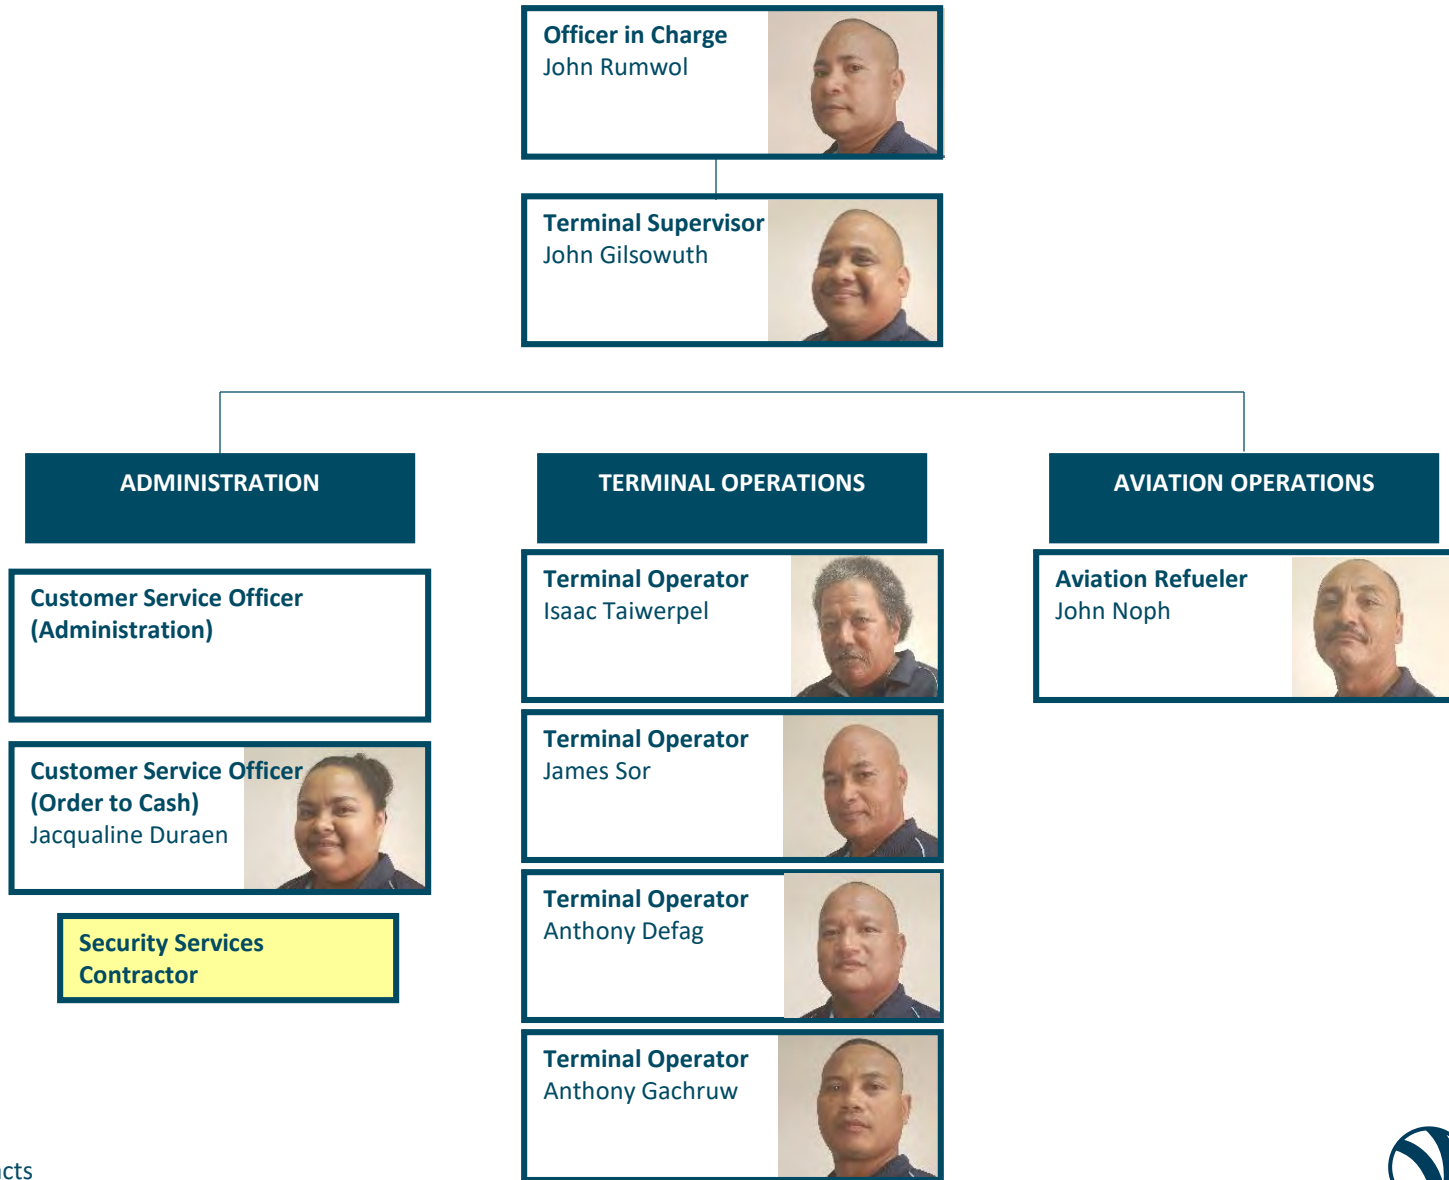 Officer in Charge
John Rumwol
Terminal Supervisor
John Gilsowuth
ADMINISTRATION
Customer Service Officer
(Administration)
Customer Service Officer
(Order to Cash)
Jacqualine Duraen
Security Services
Contractor
TERMINAL OPERATIONS
Terminal Operator
Isaac Taiwerpel
Terminal Operator
James Sor
Terminal Operator
Anthony Defag
Terminal Operator
Anthony Gachruw
AVIATION OPERATIONS
Aviation Refueler
John Noph